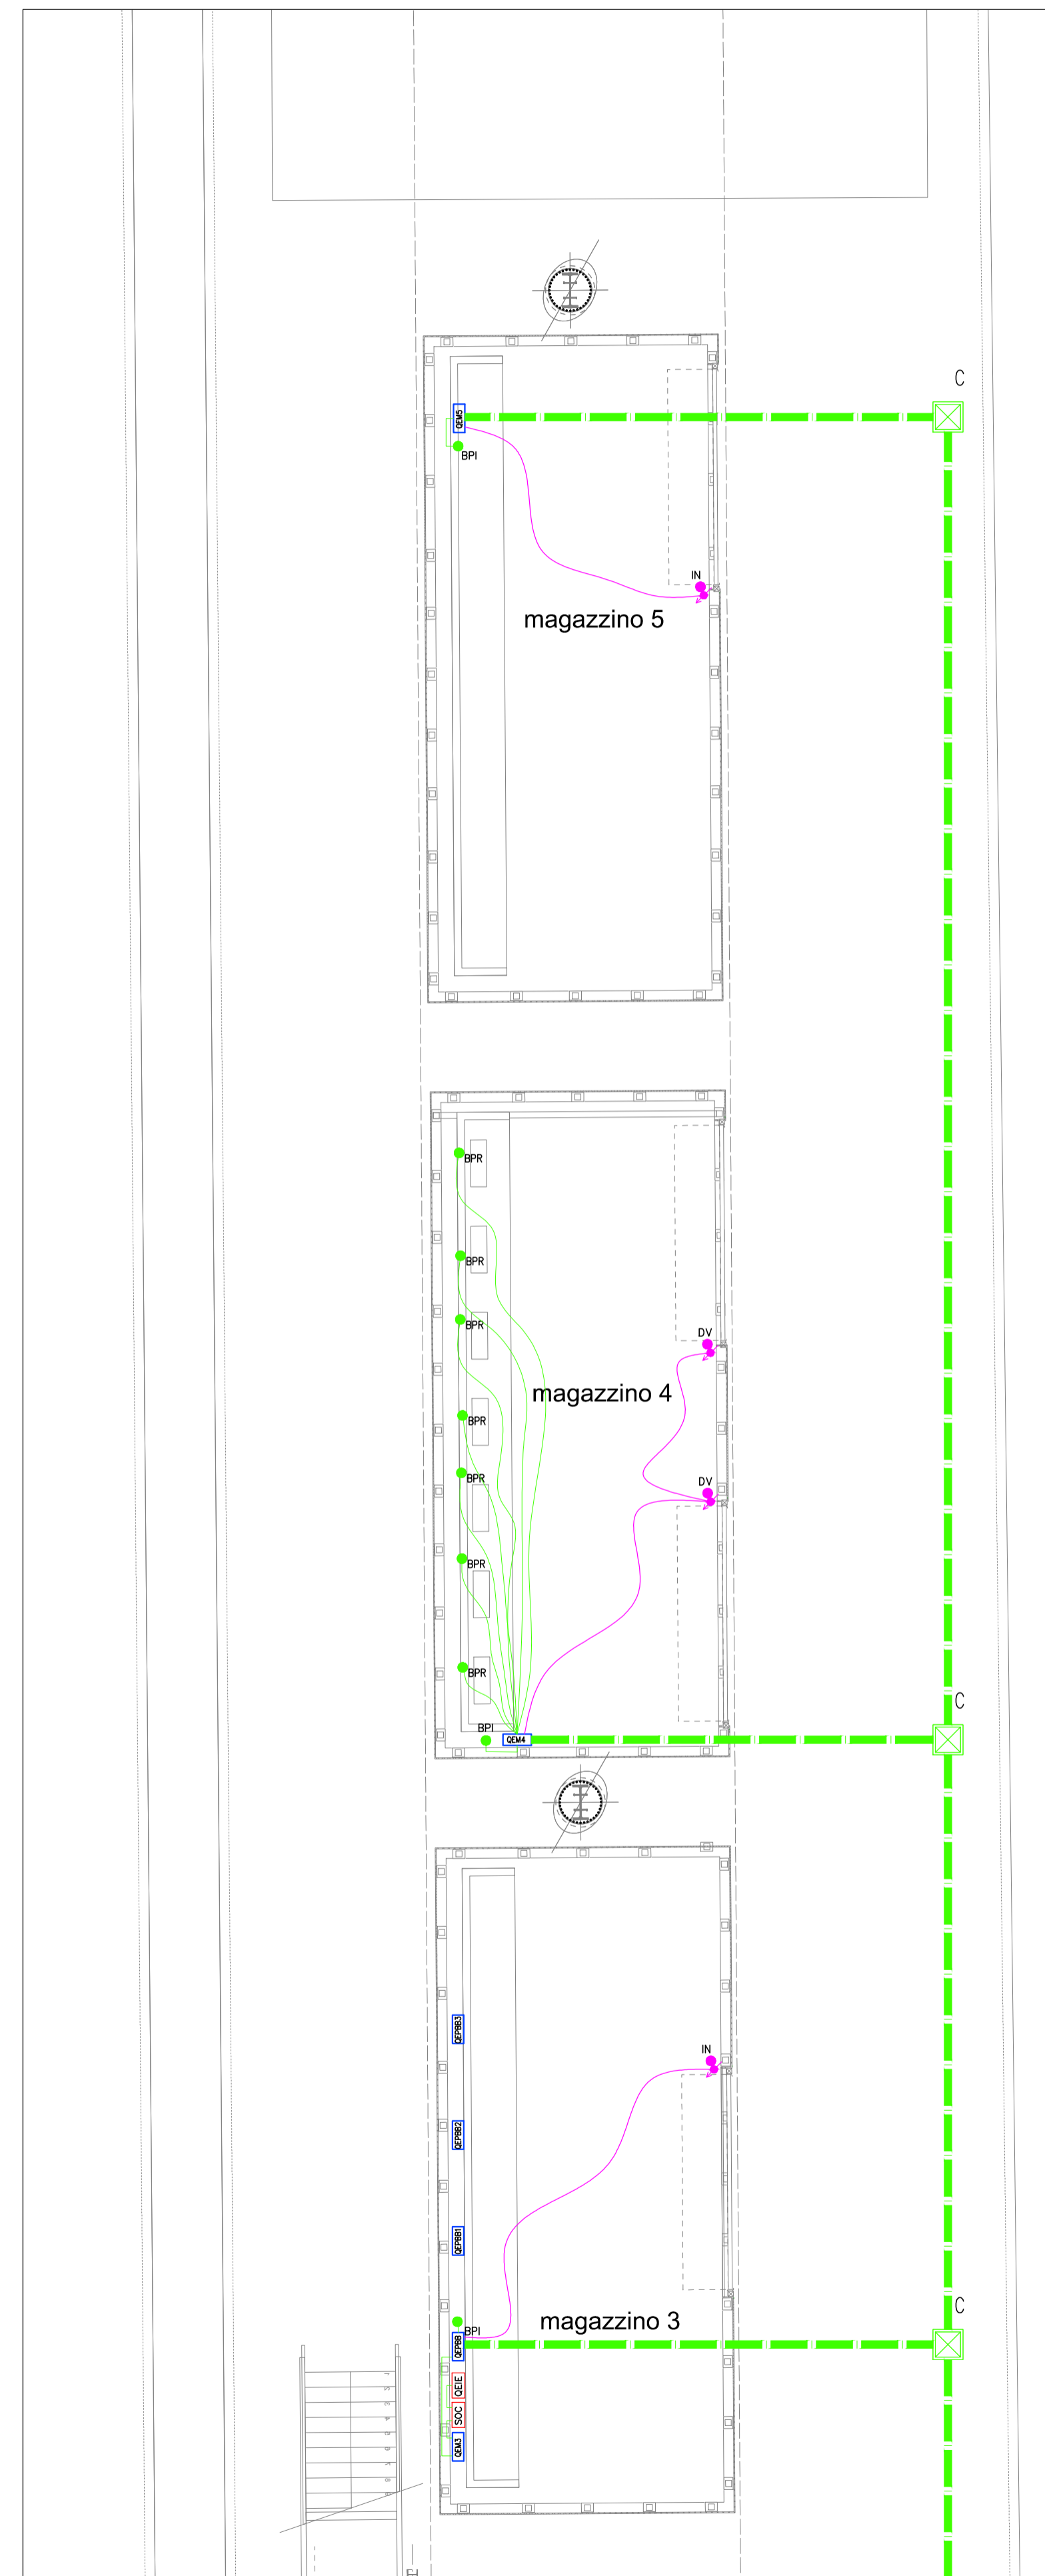 C
QEM5
BPI
IN
magazzino 5
BPR
BPR
BPR
DV
magazzino 4
BPR
BPR
DV
BPR
BPR
C
BPI
QEM4
QEPBB3
IN
QEPBB2
QEPBB1
C
BPI
magazzino 3
QEPBB
QEIE
SOC
QEM3